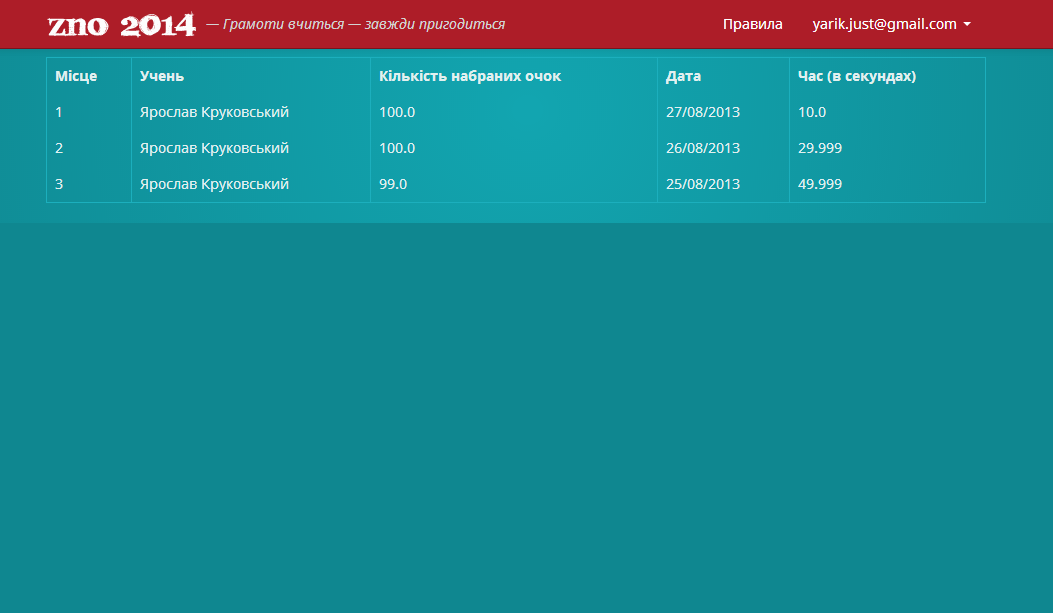 zno 2014 — Грамоти вчиться — завжди пригодиться Правила yarik.just@gmail.com
Місце Учень Кількість набраних очок Дата Час (в секундах)
1 Ярослав Круковський 100.0 27/08/2013 10.0
2 Ярослав Круковський 100.0 26/08/2013 29.999
3 Ярослав Круковський 99.0 25/08/2013 49.999